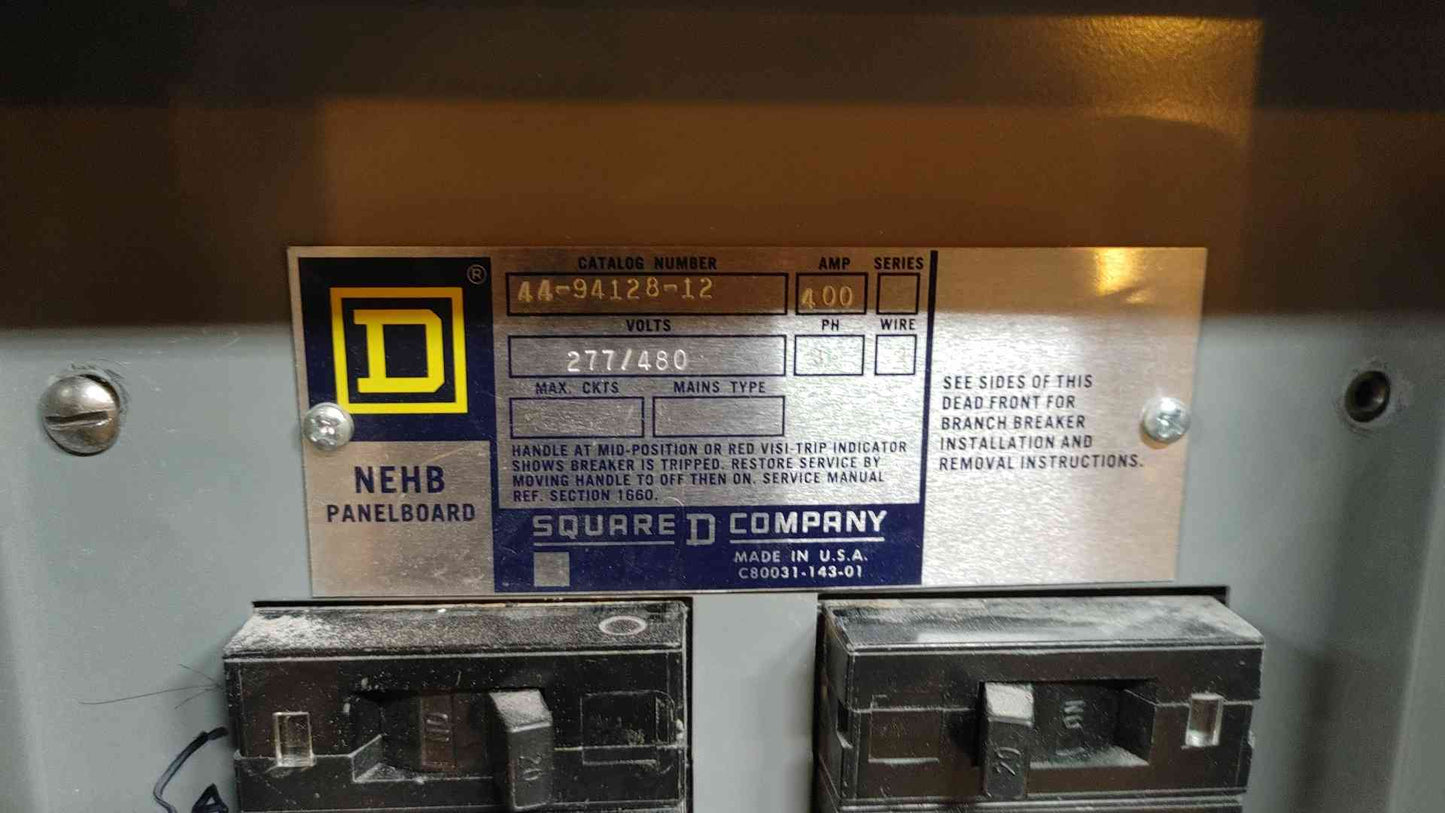 ®
D
NEHB
PANELBOARD
CATALOG NUMBER AMP SERIES
44-94128-12 400
VOLTS PH WIRE
277/480
MAX. CKTS MAINS TYPE
HANDLE AT MID-POSITION OR RED VISI-TRIP INDICATOR
SHOWS BREAKER IS TRIPPED. RESTORE SERVICE BY
MOVING HANDLE TO OFF THEN ON. SERVICE MANUAL
REF. SECTION 1660.
SQUARE D COMPANY
MADE IN U.S.A.
C80031-143-01
SEE SIDES OF THIS
DEAD FRONT FOR
BRANCH BREAKER
INSTALLATION AND
REMOVAL INSTRUCTIONS.
20
20